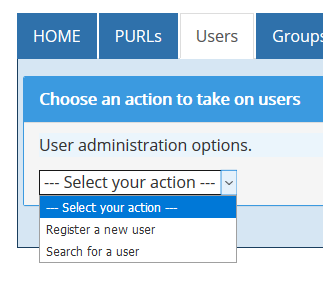 HOME PURLs Users Groups
Choose an action to take on users
User administration options.
--- Select your action ---
--- Select your action ---
Register a new user
Search for a user